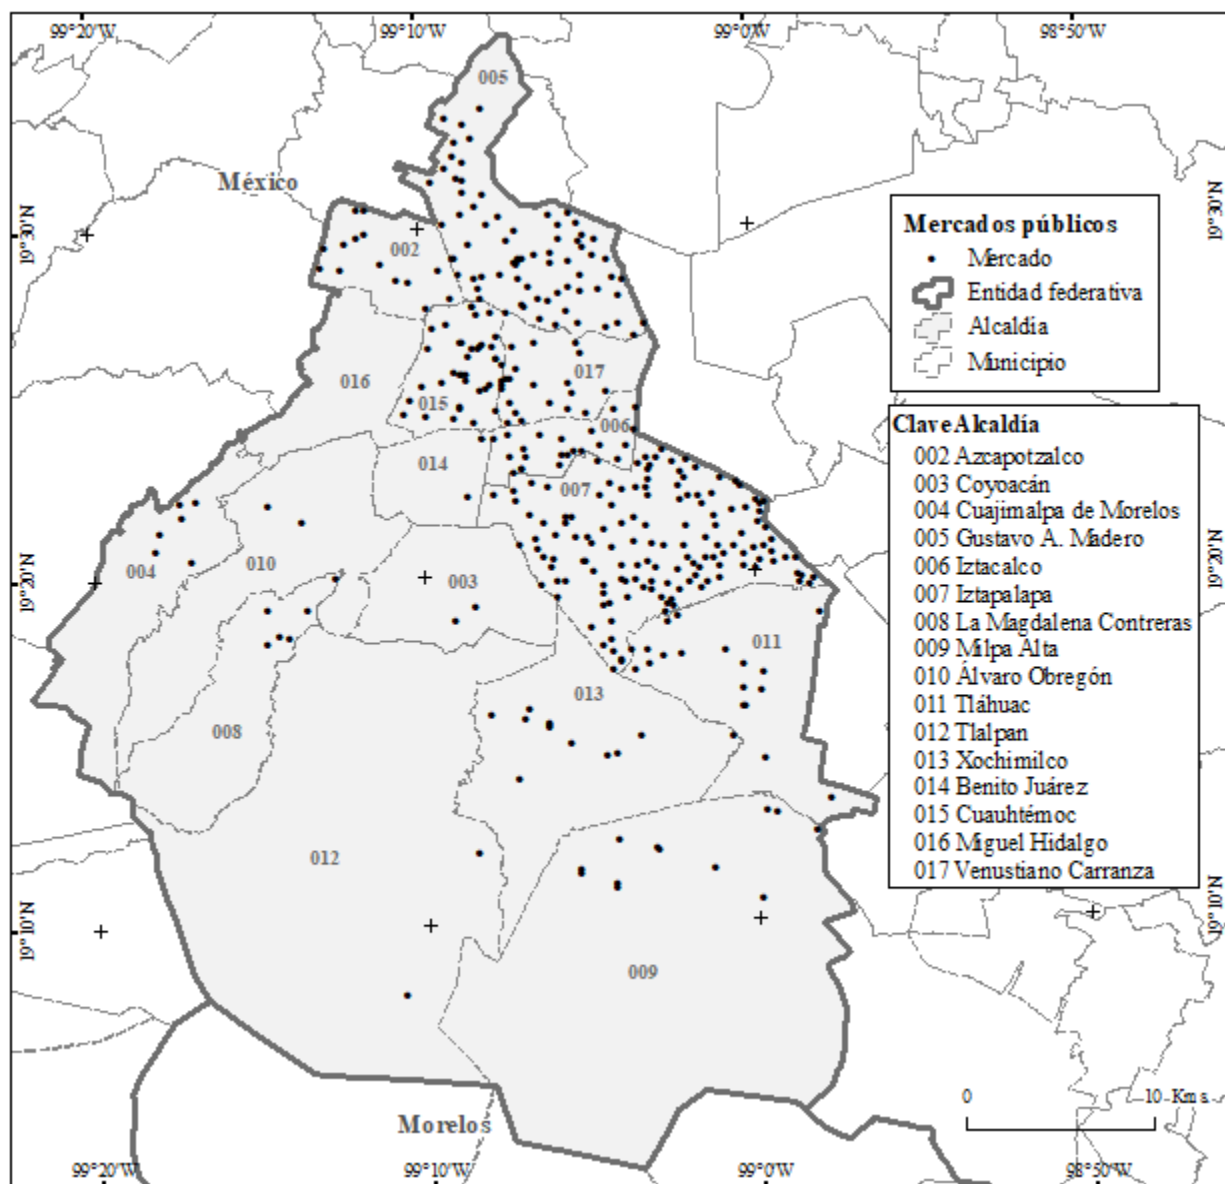 99°20'W 99°10'W 99°0'W 98°50'W
005
México
19°30'N
19°30'N
002
Mercados públicos
Mercado
Entidad federativa
Alcaldía
Municipio
016
017
015
006
014
007
Clave Alcaldía
002 Azcapotzalco
003 Coyoacán
004 Cuajimalpa de Morelos
005 Gustavo A. Madero
006 Iztacalco
007 Iztapalapa
008 La Magdalena Contreras
009 Milpa Alta
010 Álvaro Obregón
011 Tláhuac
012 Tlalpan
013 Xochimilco
014 Benito Juárez
015 Cuauhtémoc
016 Miguel Hidalgo
017 Venustiano Carranza
19°20'N
19°20'N
004
010
003
011
013
008
012
19°10'N
19°10'N
009
0 10 Kms.
Morelos
99°20'W 99°10'W 99°0'W 98°50'W